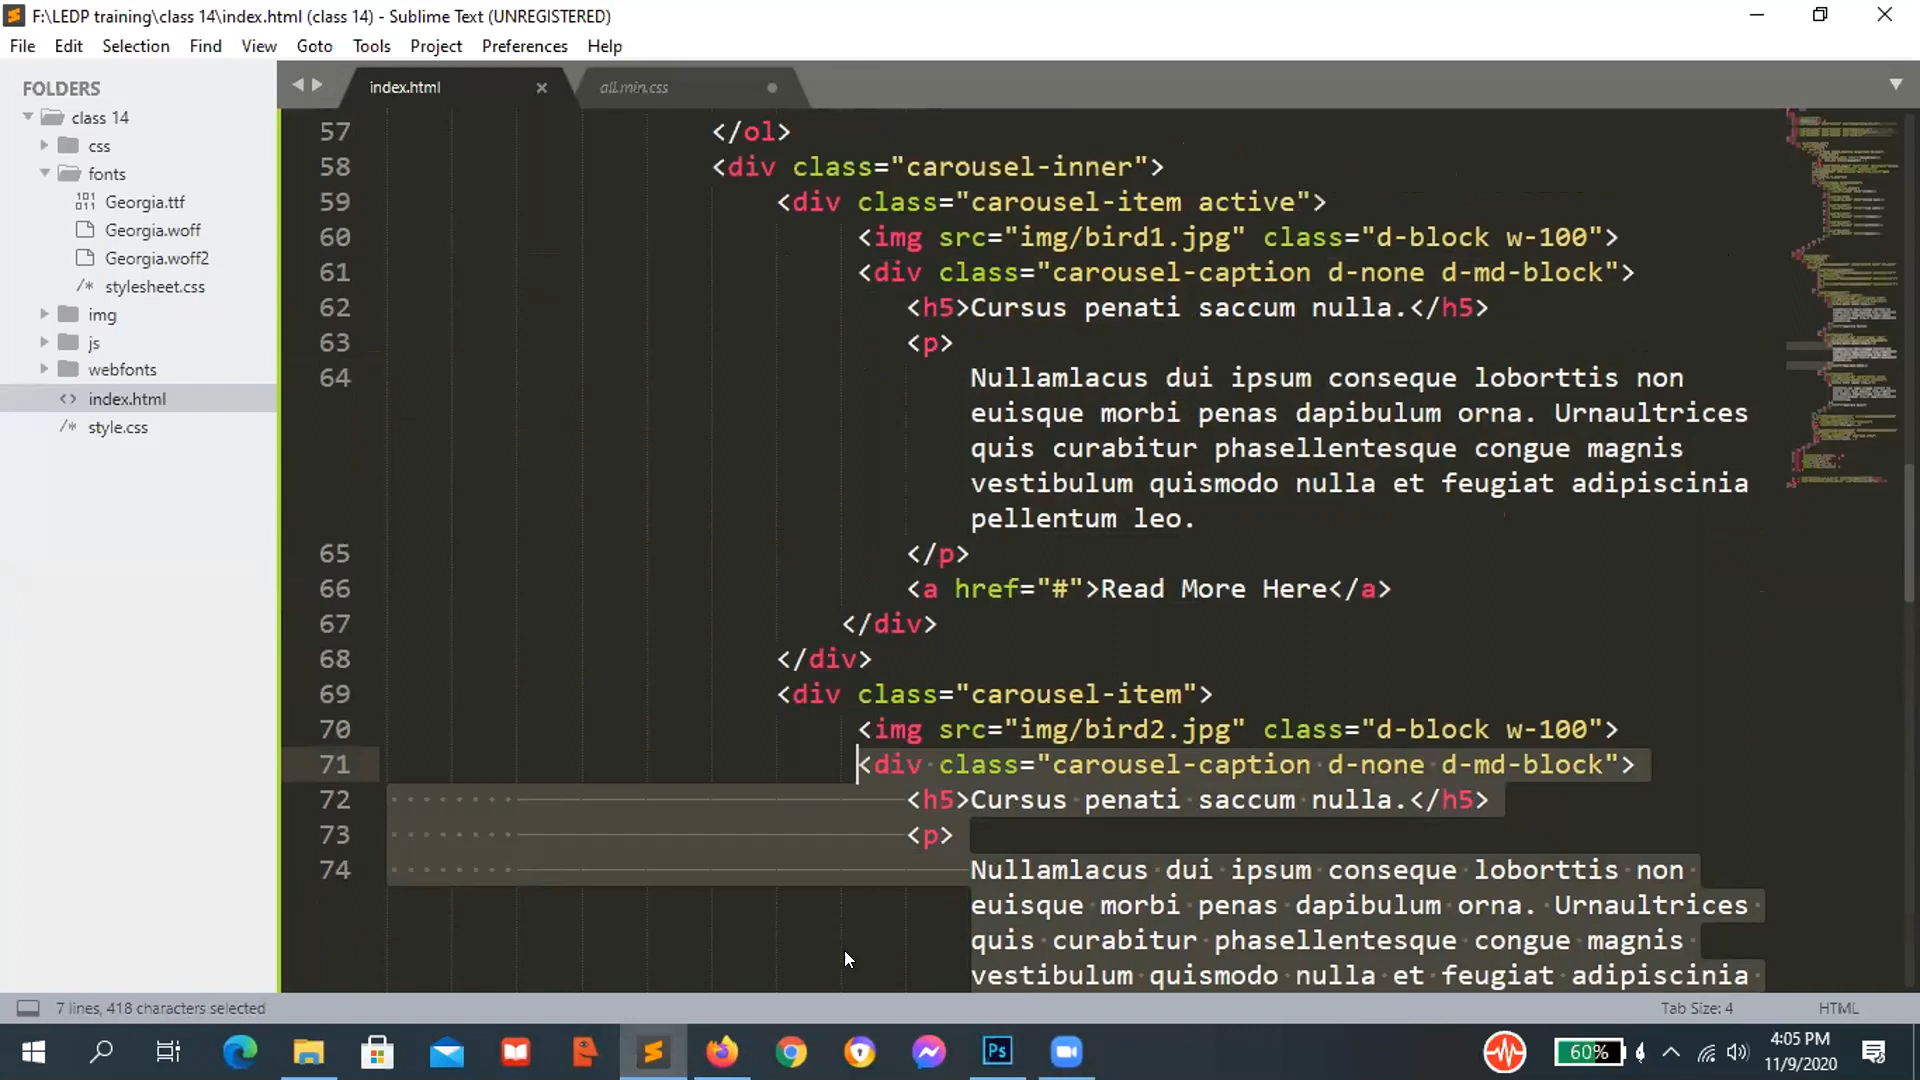 F:\LEDP training\class 14\index.html (class 14) - Sublime Text (UNREGISTERED)
File Edit Selection Find View Goto Tools Project Preferences Help
FOLDERS
class 14
css
fonts
Georgia.ttf
Georgia.woff
Georgia.woff2
/* stylesheet.css
img
js
webfonts
<> index.html
/* style.css
index.html × all.min.css
57 </ol>
58 <div class="carousel-inner">
59 <div class="carousel-item active">
60 <img src="img/bird1.jpg" class="d-block w-100">
61 <div class="carousel-caption d-none d-md-block">
62 <h5>Cursus penati saccum nulla.</h5>
63 <p>
64 Nullamlacus dui ipsum conseque loborttis non
euisque morbi penas dapibulum orna. Urnaultrices
quis curabitur phasellentesque congue magnis
vestibulum quismodo nulla et feugiat adipiscinia
pellentum leo.
65 </p>
66 <a href="#">Read More Here</a>
67 </div>
68 </div>
69 <div class="carousel-item">
70 <img src="img/bird2.jpg" class="d-block w-100">
71 <div class="carousel-caption d-none d-md-block">
72 <h5>Cursus penati saccum nulla.</h5>
73 <p>
74 Nullamlacus dui ipsum conseque loborttis non
euisque morbi penas dapibulum orna. Urnaultrices
quis curabitur phasellentesque congue magnis
vestibulum quismodo nulla et feugiat adipiscinia
7 lines, 418 characters selected Tab Size: 4 HTML
Ps 60% 4:05 PM
11/9/2020